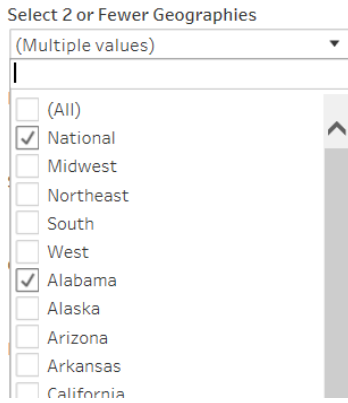 Select 2 or Fewer Geographies
(Multiple values)
(All)
National
Midwest
Northeast
South
West
Alabama
Alaska
Arizona
Arkansas
California